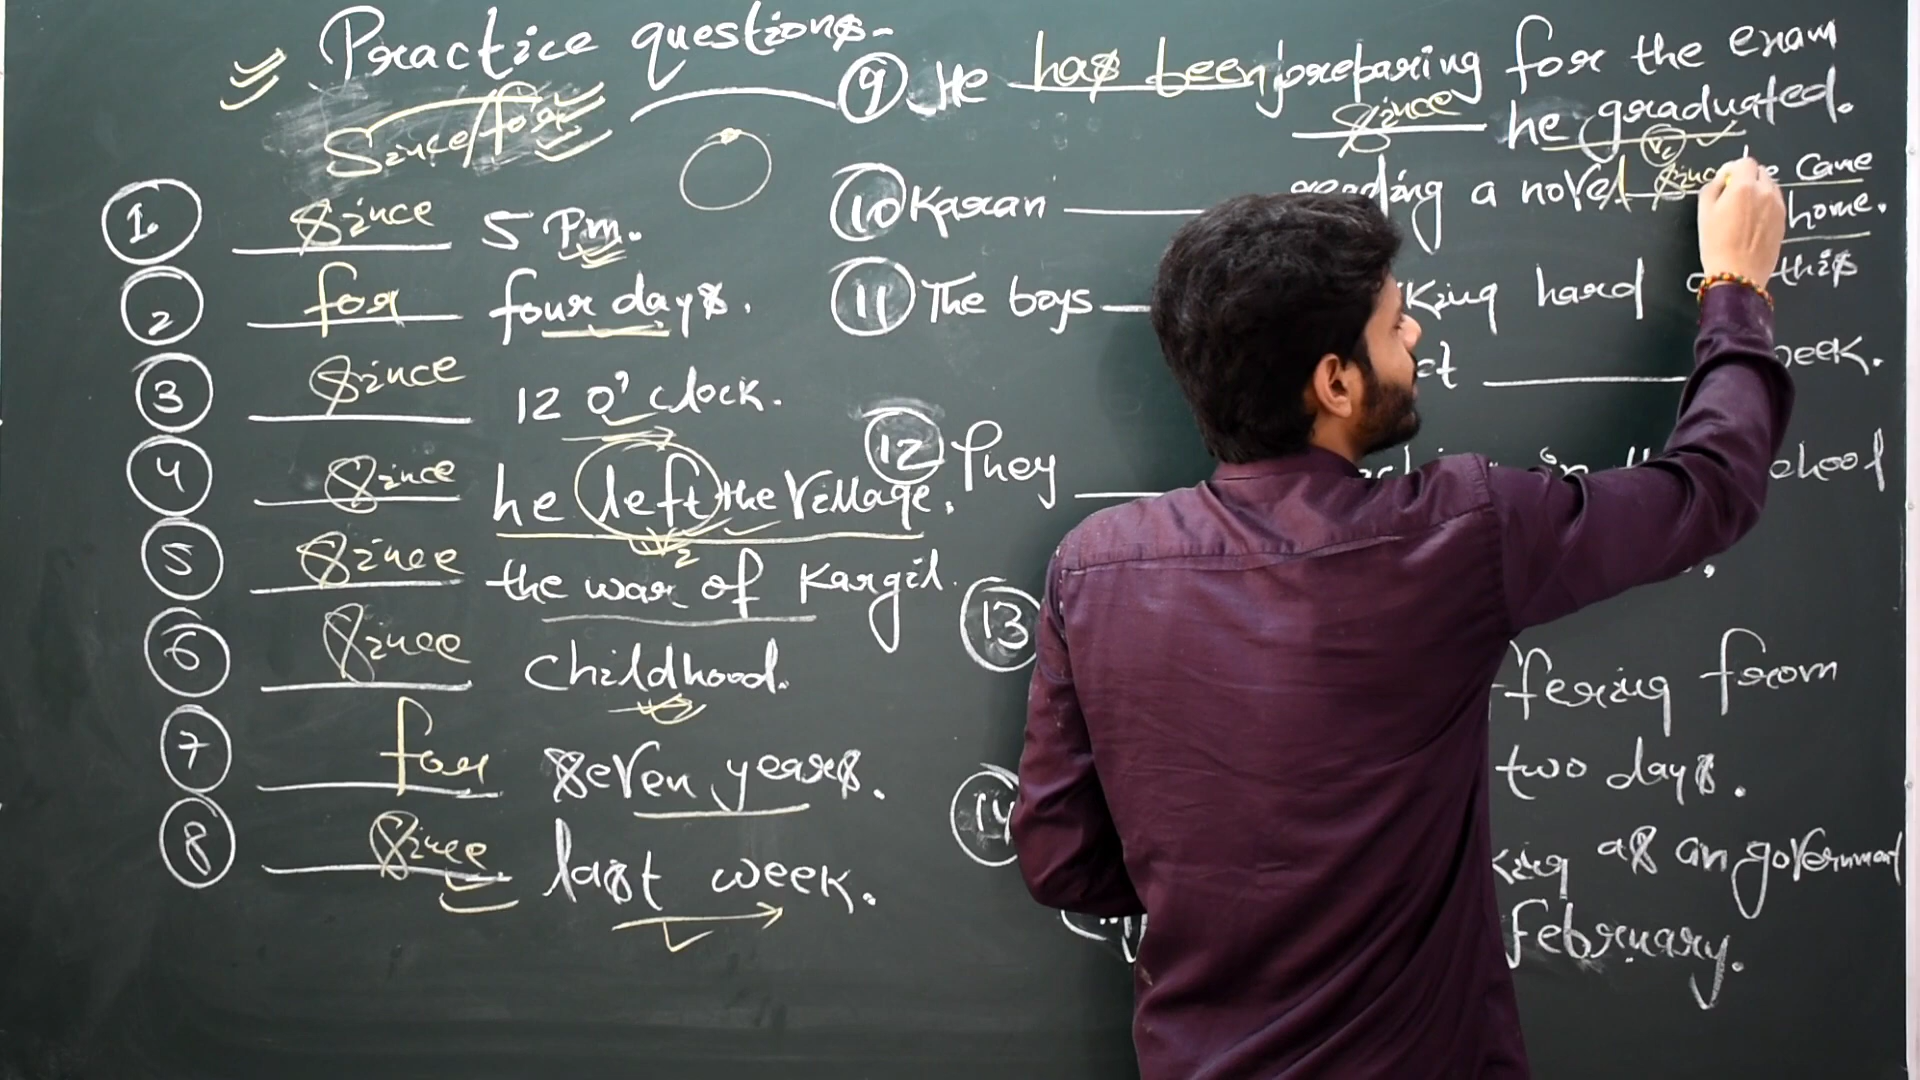 Practice questions-
Since/for
1. Since 5 Pm.
2 for four days.
3 Since 12 O' clock.
4 Since he left the Village.
V2
5 Since the war of Kargil.
6 Since Childhood.
7 for Seven years.
8 Since last week.
9 He has been preparing for the exam
Since he graduated.
10 Karan reading a novel Since he came
home.
11 The boys hard this
week.
12 They
13
from
two days.
14
as an government
February.